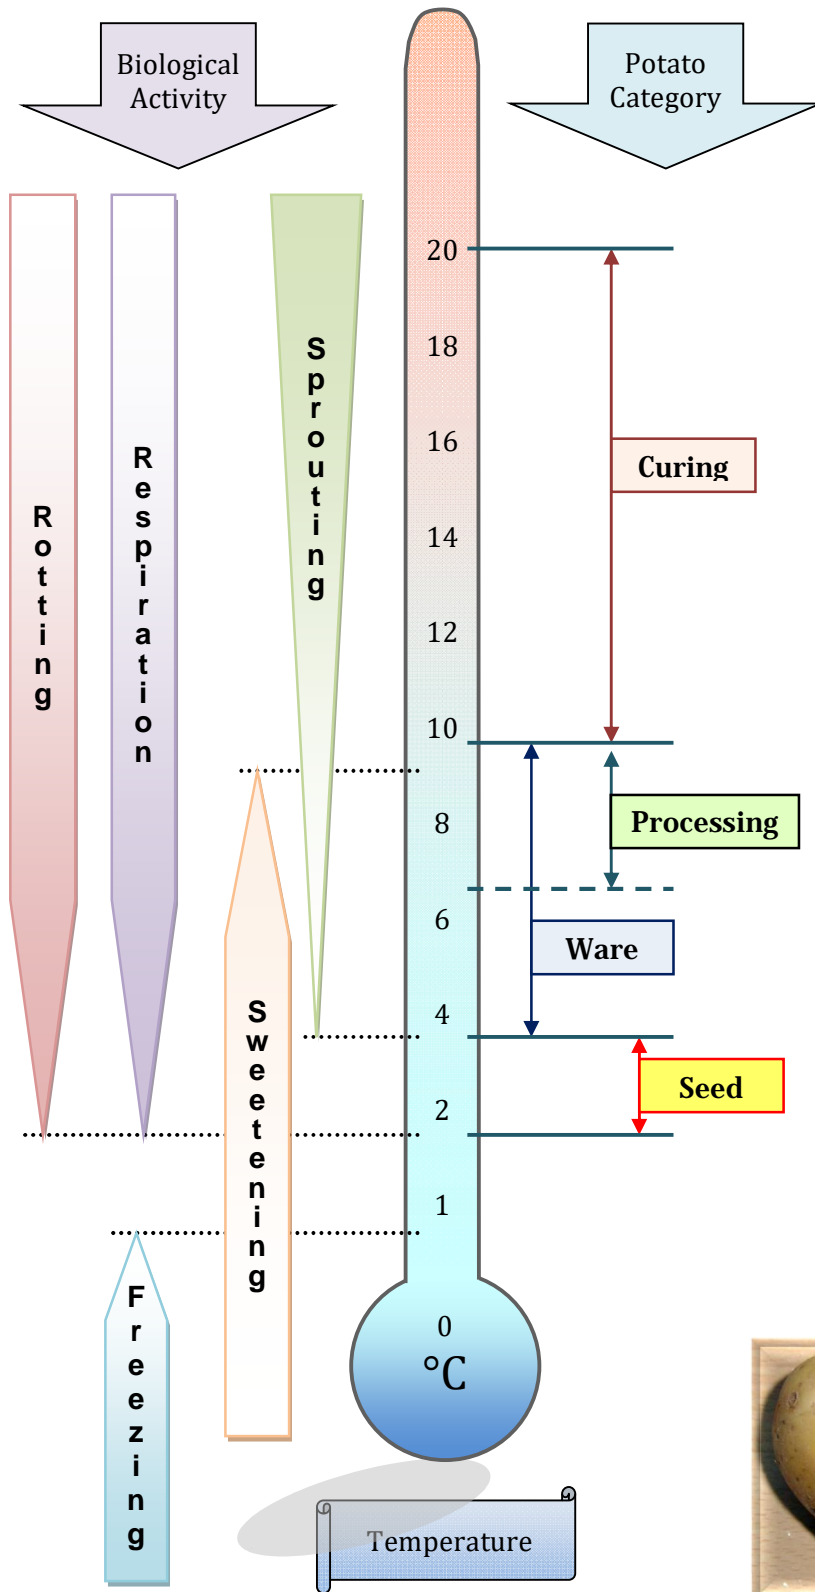 Biological
Activity
Potato
Category
Rotting
Respiration
Sprouting
Sweetening
Freezing
20
18
16
14
12
10
8
6
4
2
1
0
°C
Curing
Processing
Ware
Seed
Temperature